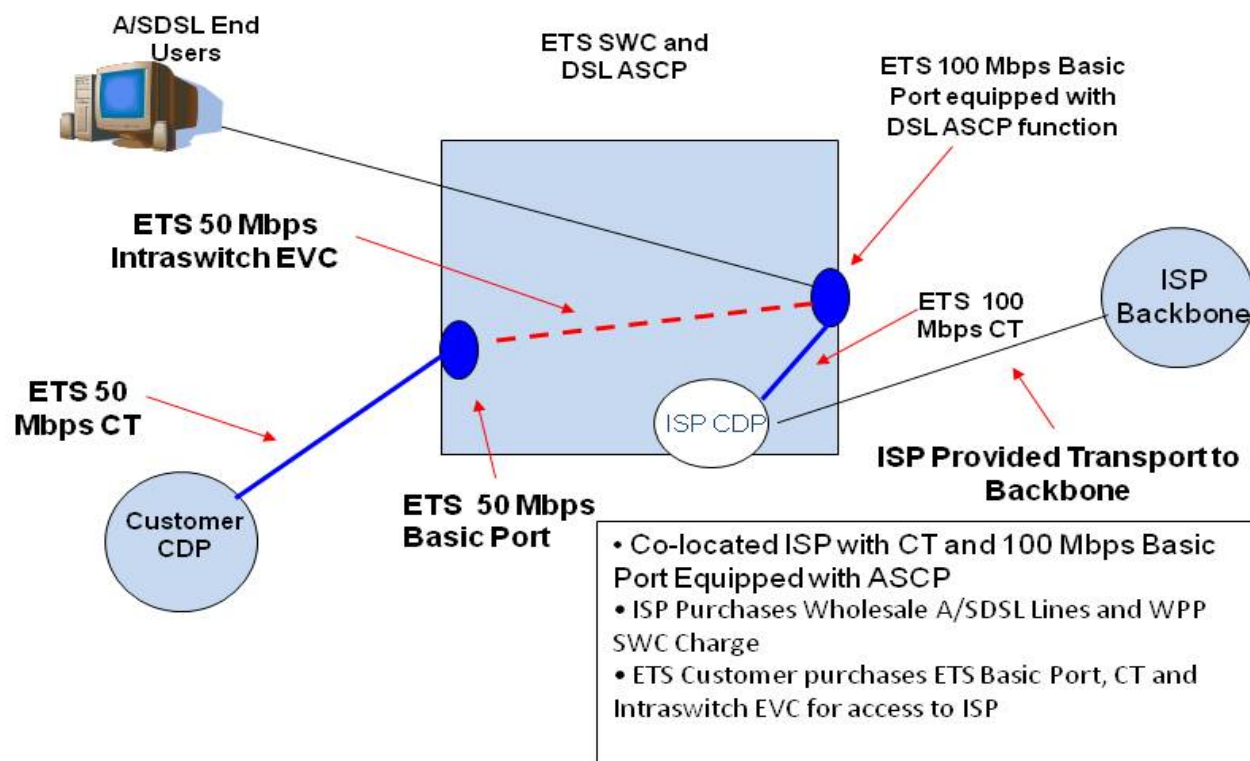 A/SDSL End
Users
ETS SWC and
DSL ASCP
ETS 100 Mbps Basic
Port equipped with
DSL ASCP function
ETS 50 Mbps
Intraswitch EVC
ISP
Backbone
ETS 100
Mbps CT
ETS 50
Mbps CT
ISP CDP
ISP Provided Transport to
Backbone
ETS 50 Mbps
Basic Port
Customer
CDP
• Co-located ISP with CT and 100 Mbps Basic
Port Equipped with ASCP
• ISP Purchases Wholesale A/SDSL Lines and WPP
SWC Charge
• ETS Customer purchases ETS Basic Port, CT and
Intraswitch EVC for access to ISP